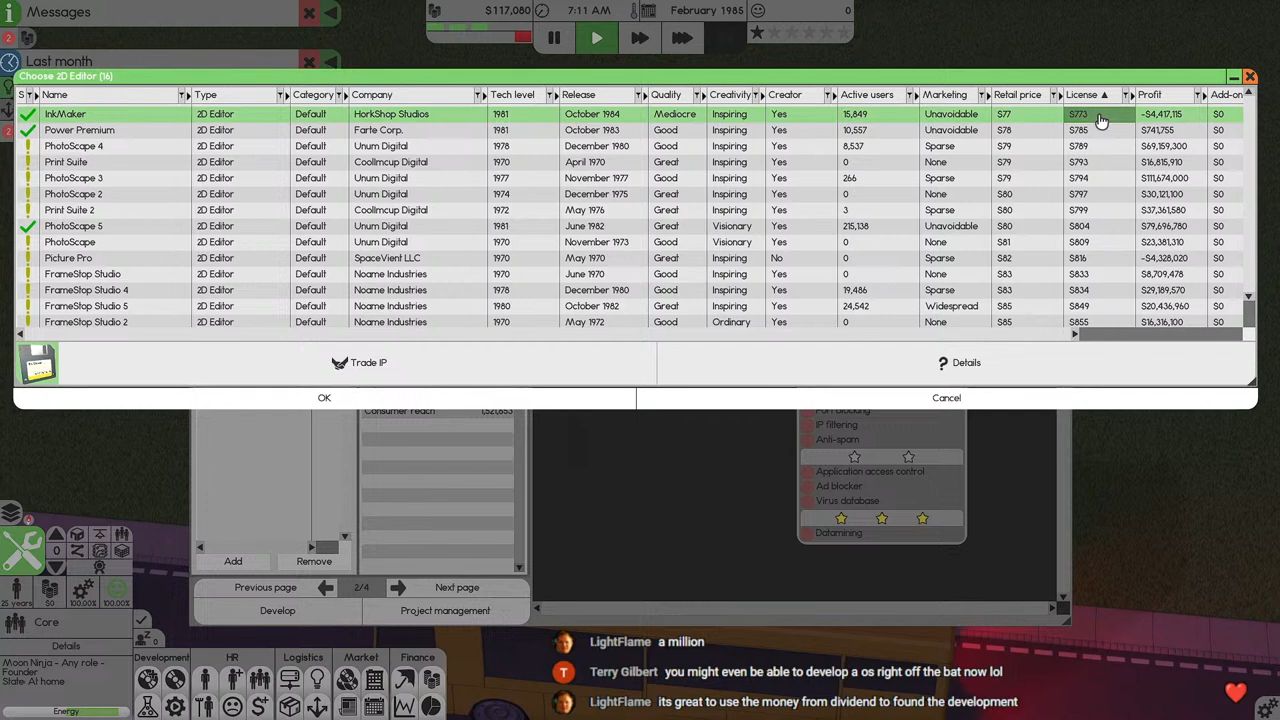 Messages
$117,080
7:11 AM
February 1985
0
2
Last month
Choose 2D Editor (16)
S Name Type Category Company Tech level Release Quality Creativity Creator Active users Marketing Retail price License ▲ Profit Add-on
InkMaker 2D Editor Default HorkShop Studios 1981 October 1984 Mediocre Inspiring Yes 15,849 Unavoidable $77 $773 -$4,417,115 $0
Power Premium 2D Editor Default Farte Corp. 1981 October 1983 Good Inspiring Yes 10,557 Unavoidable $78 $785 $741,755 $0
PhotoScape 4 2D Editor Default Unum Digital 1978 December 1980 Good Inspiring Yes 8,537 Sparse $79 $789 $69,159,300 $0
Print Suite 2D Editor Default Coollmcup Digital 1970 April 1970 Great Inspiring Yes 0 None $79 $793 $16,815,910 $0
PhotoScape 3 2D Editor Default Unum Digital 1977 November 1977 Good Inspiring Yes 266 Sparse $79 $794 $111,674,000 $0
PhotoScape 2 2D Editor Default Unum Digital 1974 December 1975 Great Inspiring Yes 0 None $80 $797 $30,121,100 $0
Print Suite 2 2D Editor Default Coollmcup Digital 1972 May 1976 Great Inspiring Yes 3 Sparse $80 $799 $37,361,580 $0
PhotoScape 5 2D Editor Default Unum Digital 1981 June 1982 Great Visionary Yes 215,138 Unavoidable $80 $804 $79,696,780 $0
PhotoScape 2D Editor Default Unum Digital 1970 November 1973 Good Visionary Yes 0 None $81 $809 $23,381,310 $0
Picture Pro 2D Editor Default SpaceVient LLC 1970 May 1970 Great Inspiring No 0 Sparse $82 $816 -$4,328,020 $0
FrameStop Studio 2D Editor Default Noame Industries 1970 June 1970 Good Inspiring Yes 0 None $83 $833 $8,709,478 $0
FrameStop Studio 4 2D Editor Default Noame Industries 1978 December 1980 Good Inspiring Yes 19,486 Sparse $83 $834 $29,189,570 $0
FrameStop Studio 5 2D Editor Default Noame Industries 1980 October 1982 Great Inspiring Yes 24,542 Widespread $85 $849 $20,436,960 $0
FrameStop Studio 2 2D Editor Default Noame Industries 1970 May 1972 Good Ordinary Yes 0 None $85 $855 $16,316,100 $0
Trade IP
? Details
OK
Cancel
Consumer reach 1,521,653
Port blocking
IP filtering
Anti-spam
Application access control
Ad blocker
Virus database
Datamining
Add
Remove
Previous page
2/4
Next page
Develop
Project management
0
25 years
$0
100.00%
100.00%
Core
Details
Moon Ninja - Any role -
Founder
State: At home
Energy
Development
HR
Logistics
Market
Finance
LightFlame a million
T Terry Gilbert you might even be able to develop a os right off the bat now lol
LightFlame its great to use the money from dividend to found the development